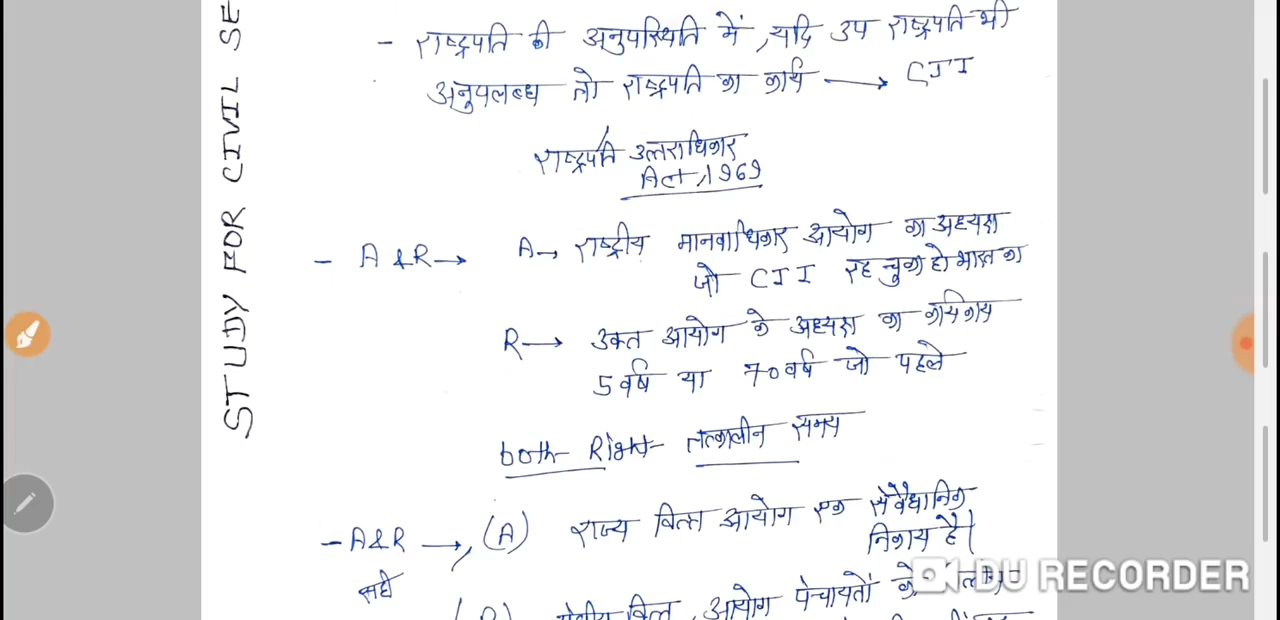 STUDY FOR CIVIL SE
- राष्ट्रपति की अनुपस्थिति में, यदि उप राष्ट्रपति भी
अनुपलब्ध तो राष्ट्रपति का कार्य → CJI
राष्ट्रपति उत्तराधिकार
Act, 1969
- A &R → A → राष्ट्रीय मानवाधिकार आयोग का अध्यक्ष
जो CJI रह चुका हो भारत का
R → उक्त आयोग के अध्यक्ष का कार्यकाल
5 वर्ष या 70 वर्ष जो पहले
both Right - तत्कालीन समय
- A&R → (A) राज्य वित्त आयोग एक संवैधानिक
निकाय है।
सही
वित्त आयोग पंचायतों के
DU RECORDER